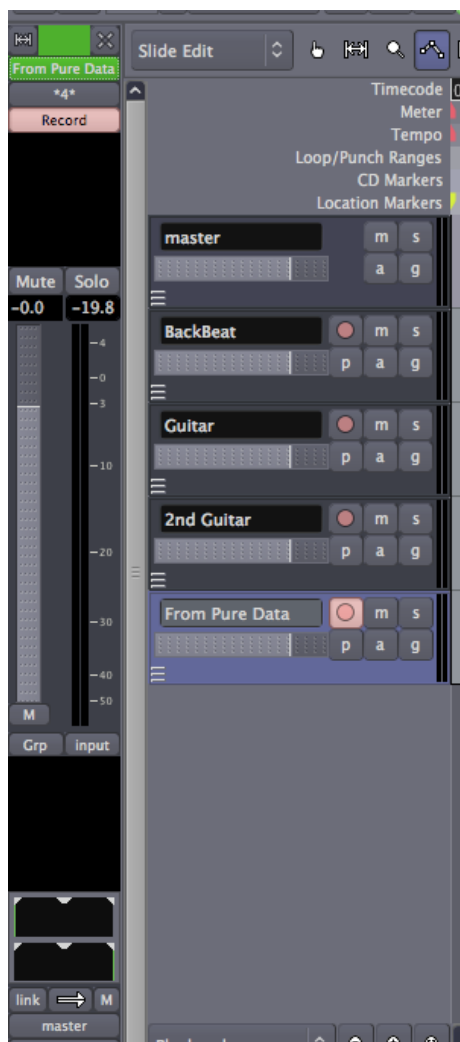 From Pure Data
*4*
Record
Mute Solo
-0.0 -19.8
-4
-0
-3
-10
-20
-30
-40
-50
M
Grp input
link M
master
Slide Edit
Timecode
Meter
Tempo
Loop/Punch Ranges
CD Markers
Location Markers
master m s
a g
BackBeat m s
p a g
Guitar m s
p a g
2nd Guitar m s
p a g
From Pure Data m s
p a g